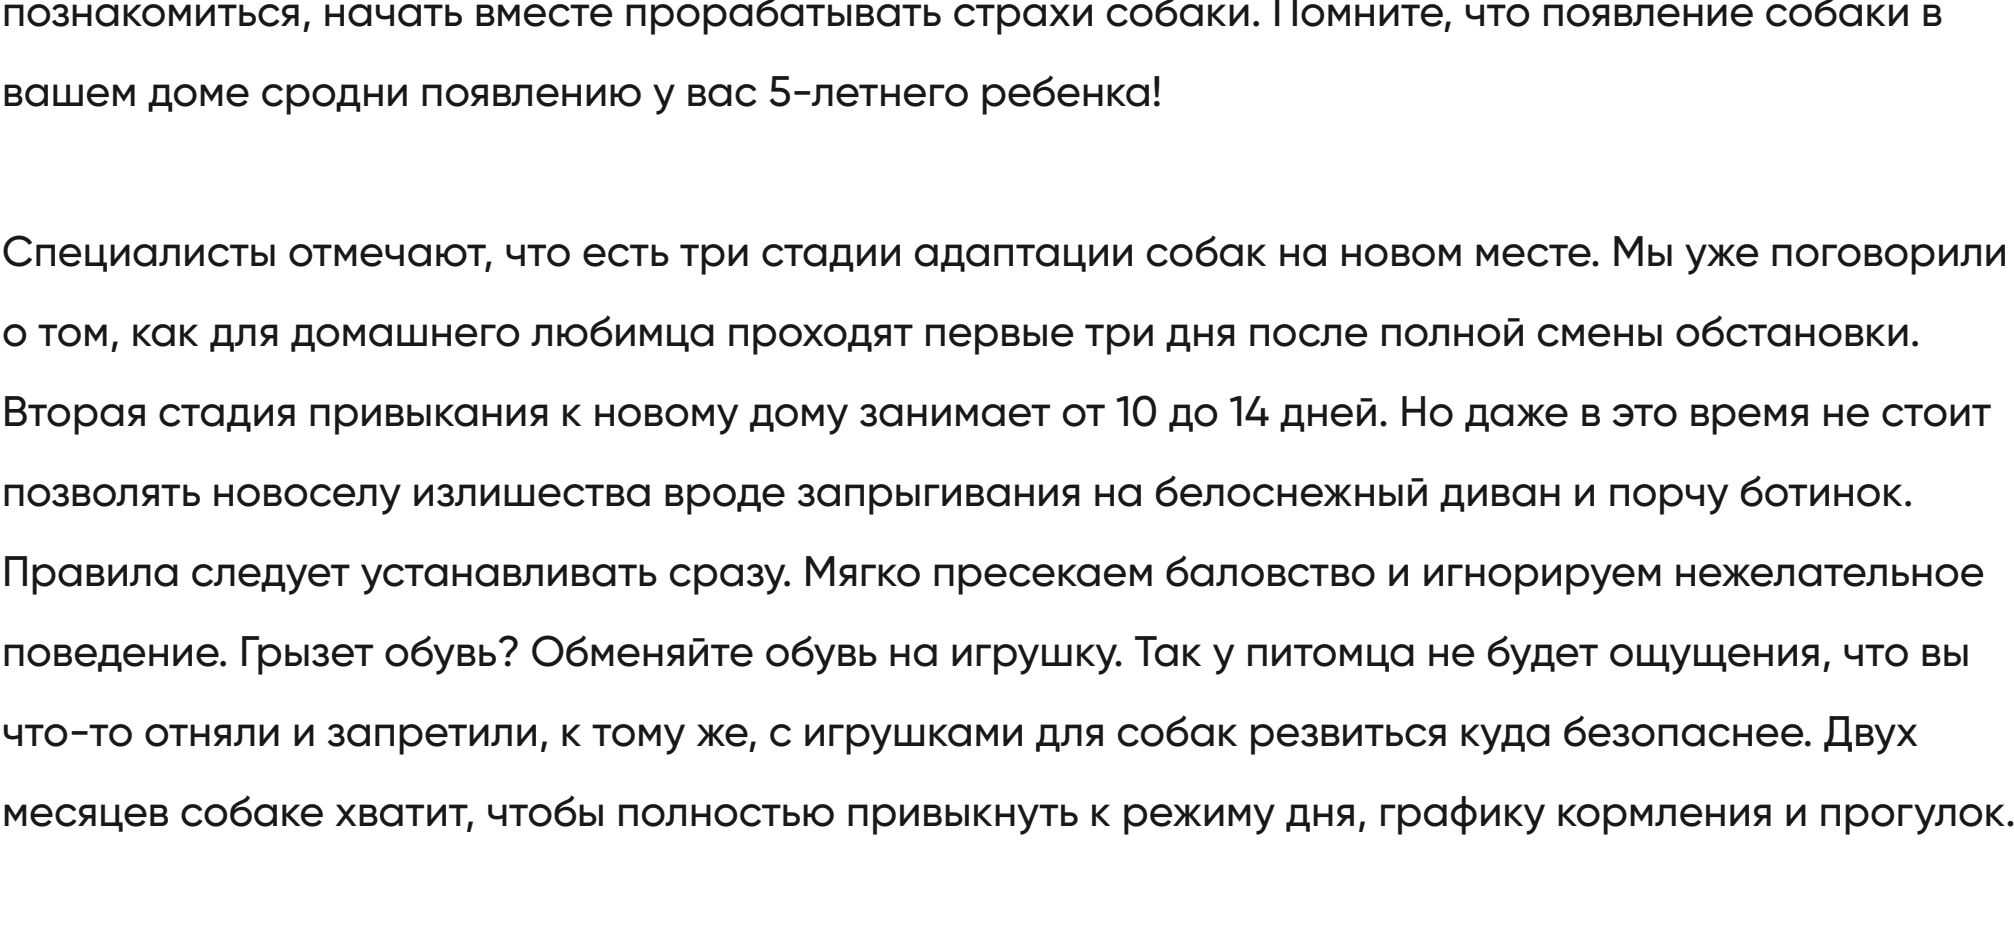 познакомиться, начать вместе прорабатывать страхи собаки. Помните, что появление собаки в
вашем доме сродни появлению у вас 5-летнего ребенка!
Специалисты отмечают, что есть три стадии адаптации собак на новом месте. Мы уже поговорили
о том, как для домашнего любимца проходят первые три дня после полной смены обстановки.
Вторая стадия привыкания к новому дому занимает от 10 до 14 дней. Но даже в это время не стоит
позволять новоселу излишества вроде запрыгивания на белоснежный диван и порчу ботинок.
Правила следует устанавливать сразу. Мягко пресекаем баловство и игнорируем нежелательное
поведение. Грызет обувь? Обменяйте обувь на игрушку. Так у питомца не будет ощущения, что вы
что-то отняли и запретили, к тому же, с игрушками для собак резвиться куда безопаснее. Двух
месяцев собаке хватит, чтобы полностью привыкнуть к режиму дня, графику кормления и прогулок.